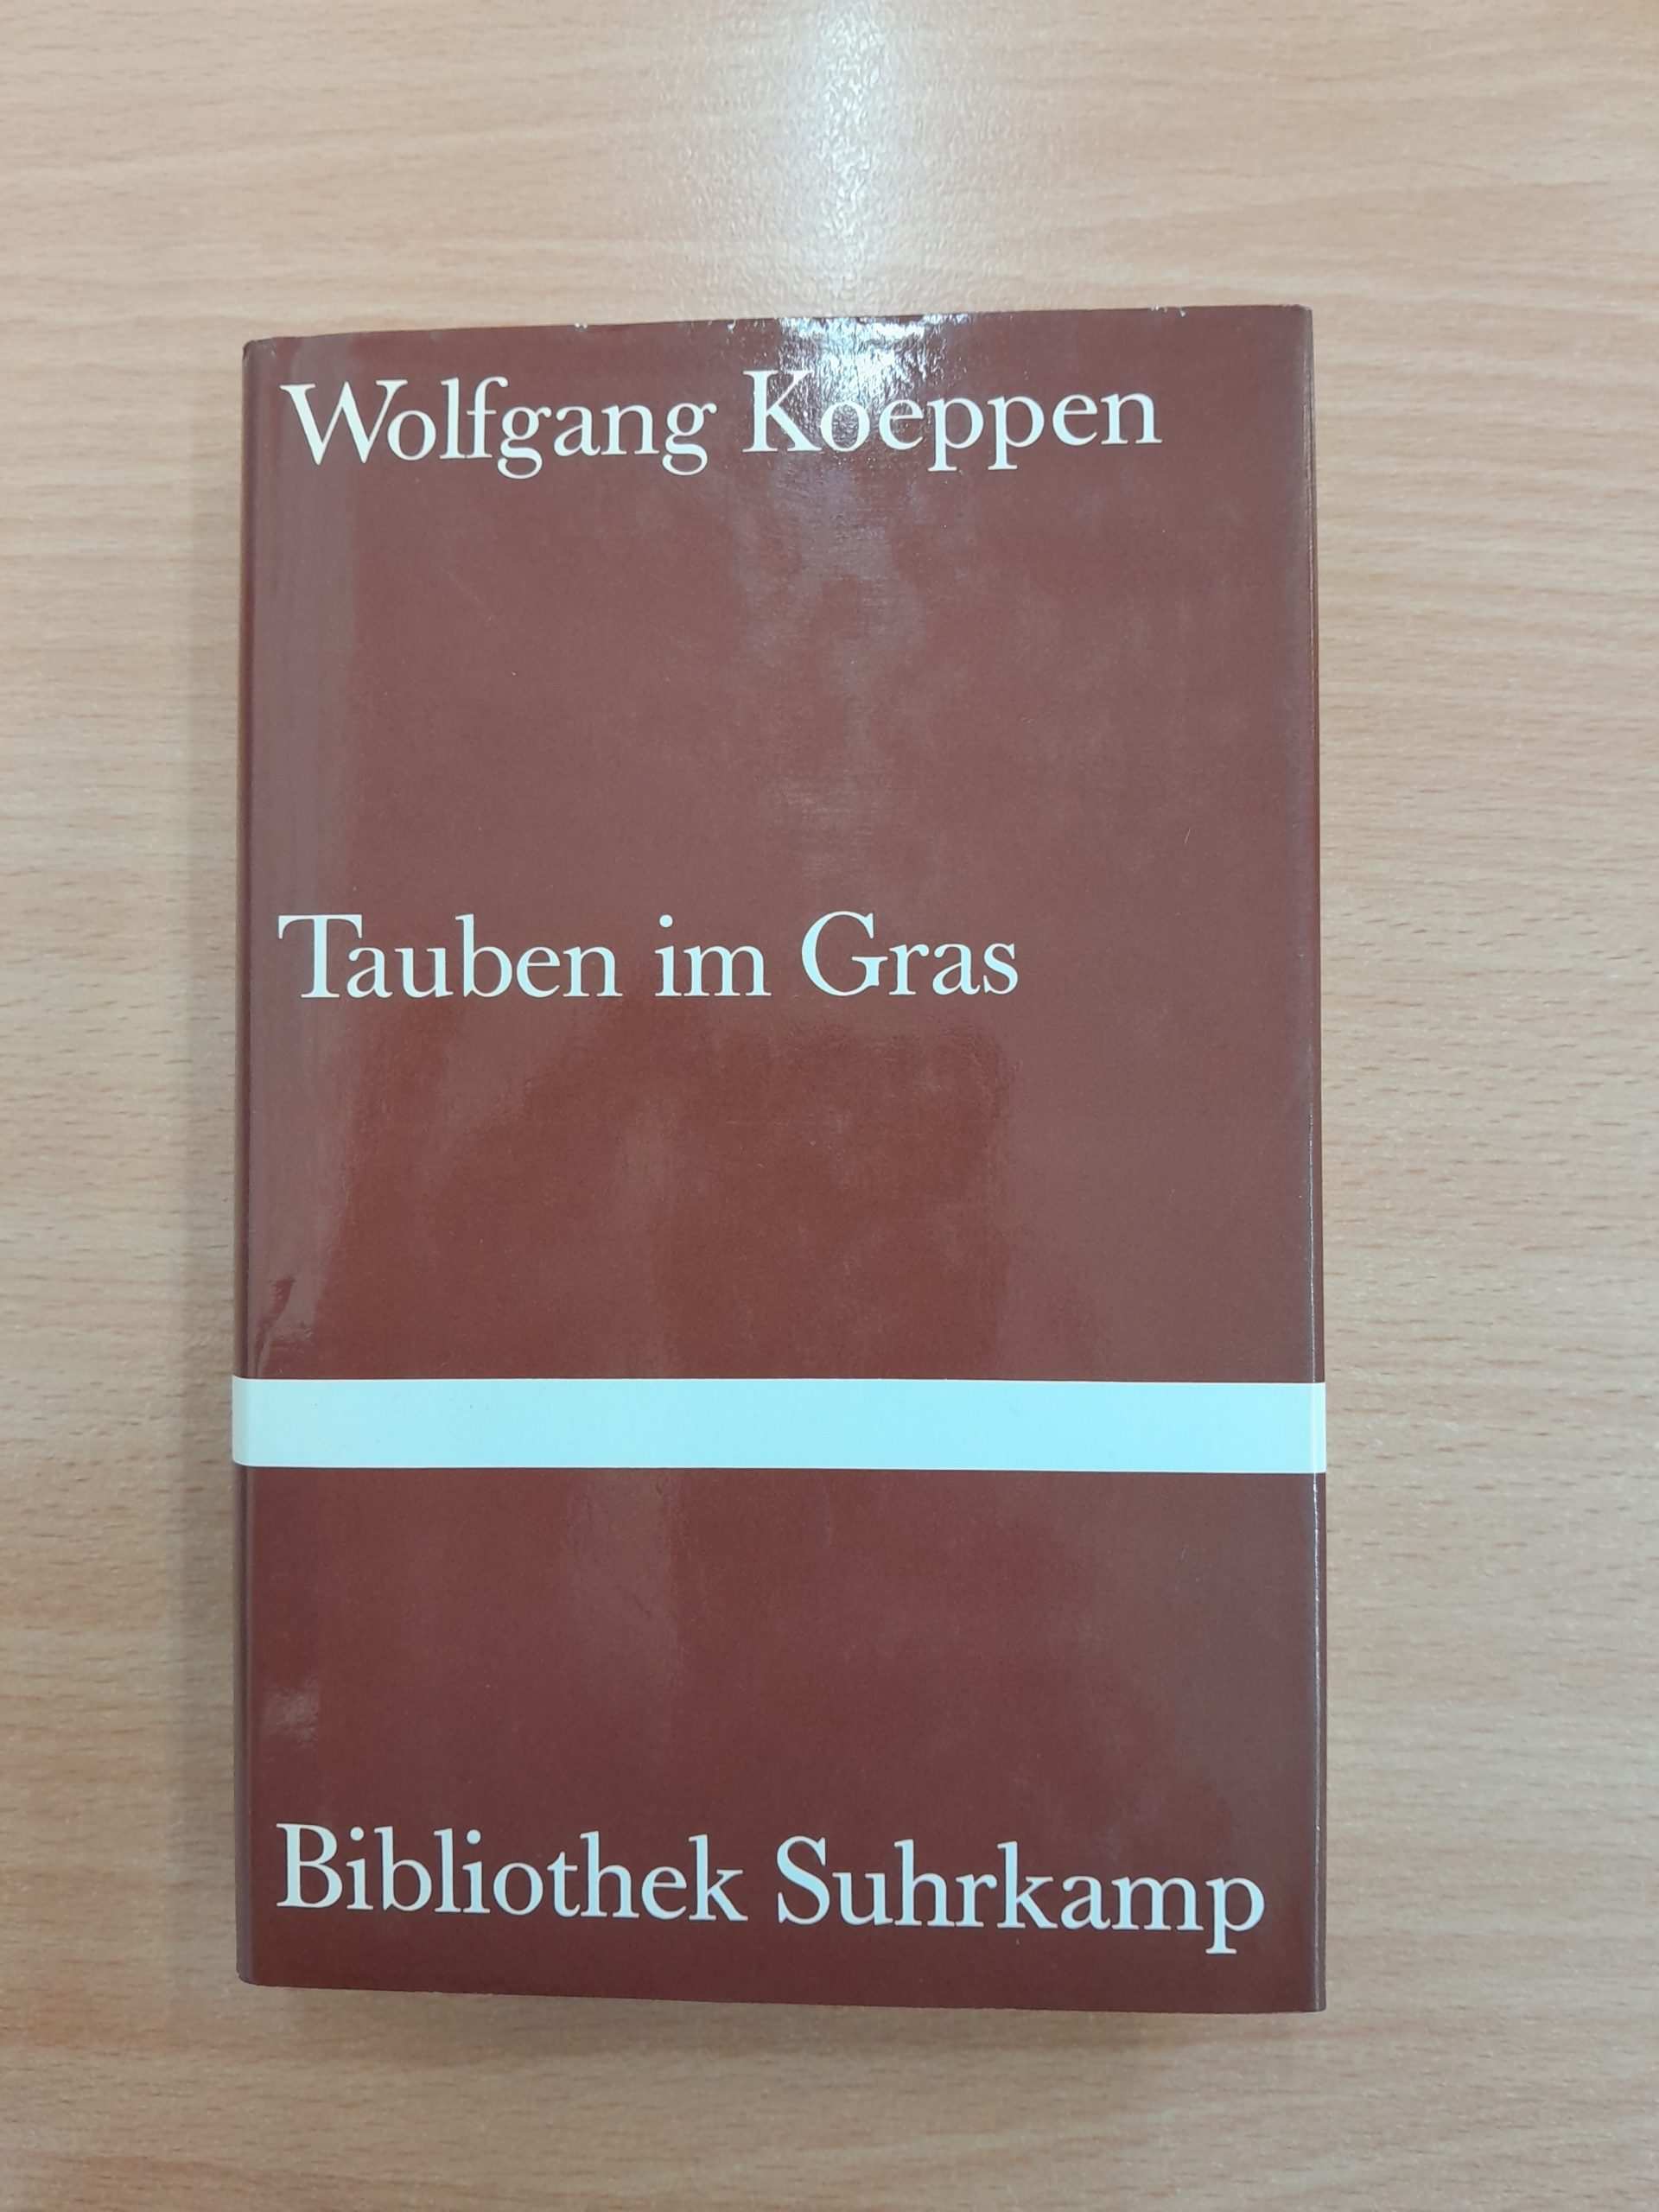 Wolfgang Koeppen
Tauben im Gras
Bibliothek Suhrkamp